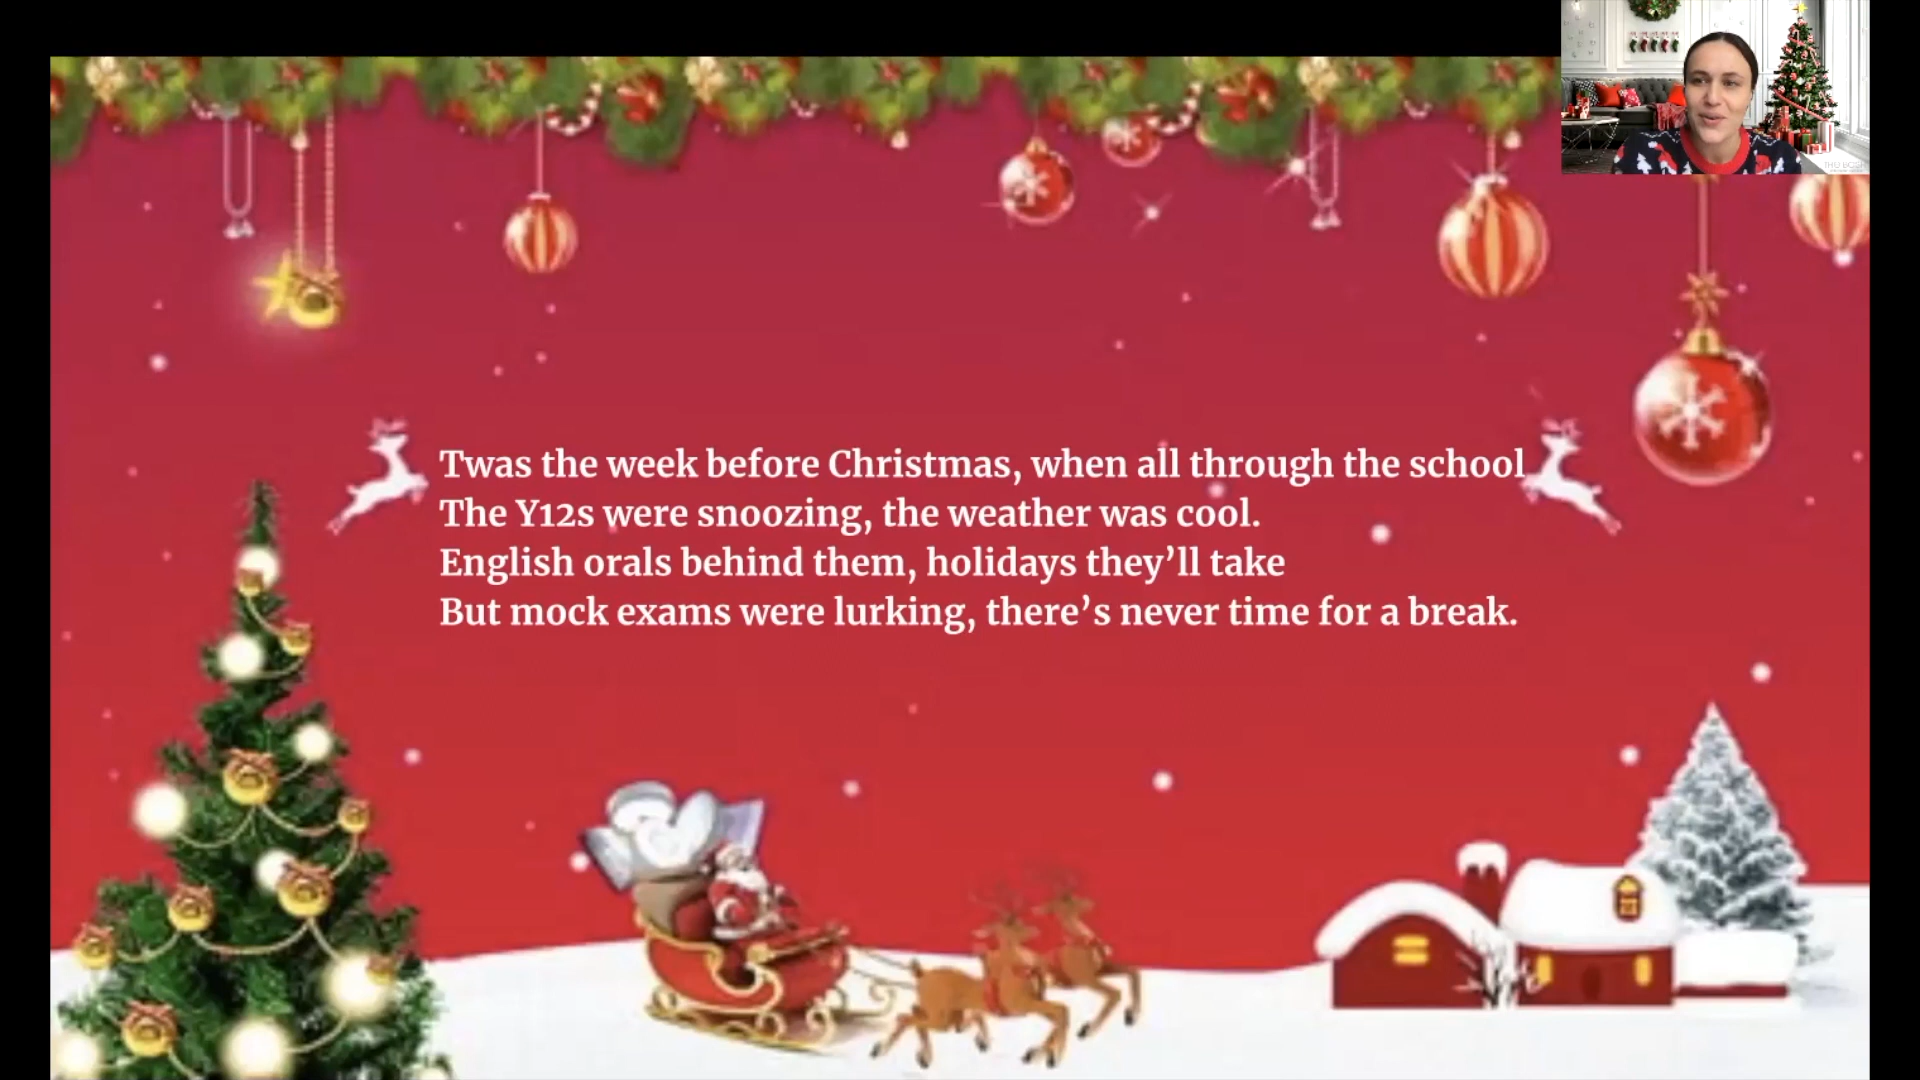 Twas the week before Christmas, when all through the school
The Y12s were snoozing, the weather was cool.
English orals behind them, holidays they’ll take
But mock exams were lurking, there’s never time for a break.